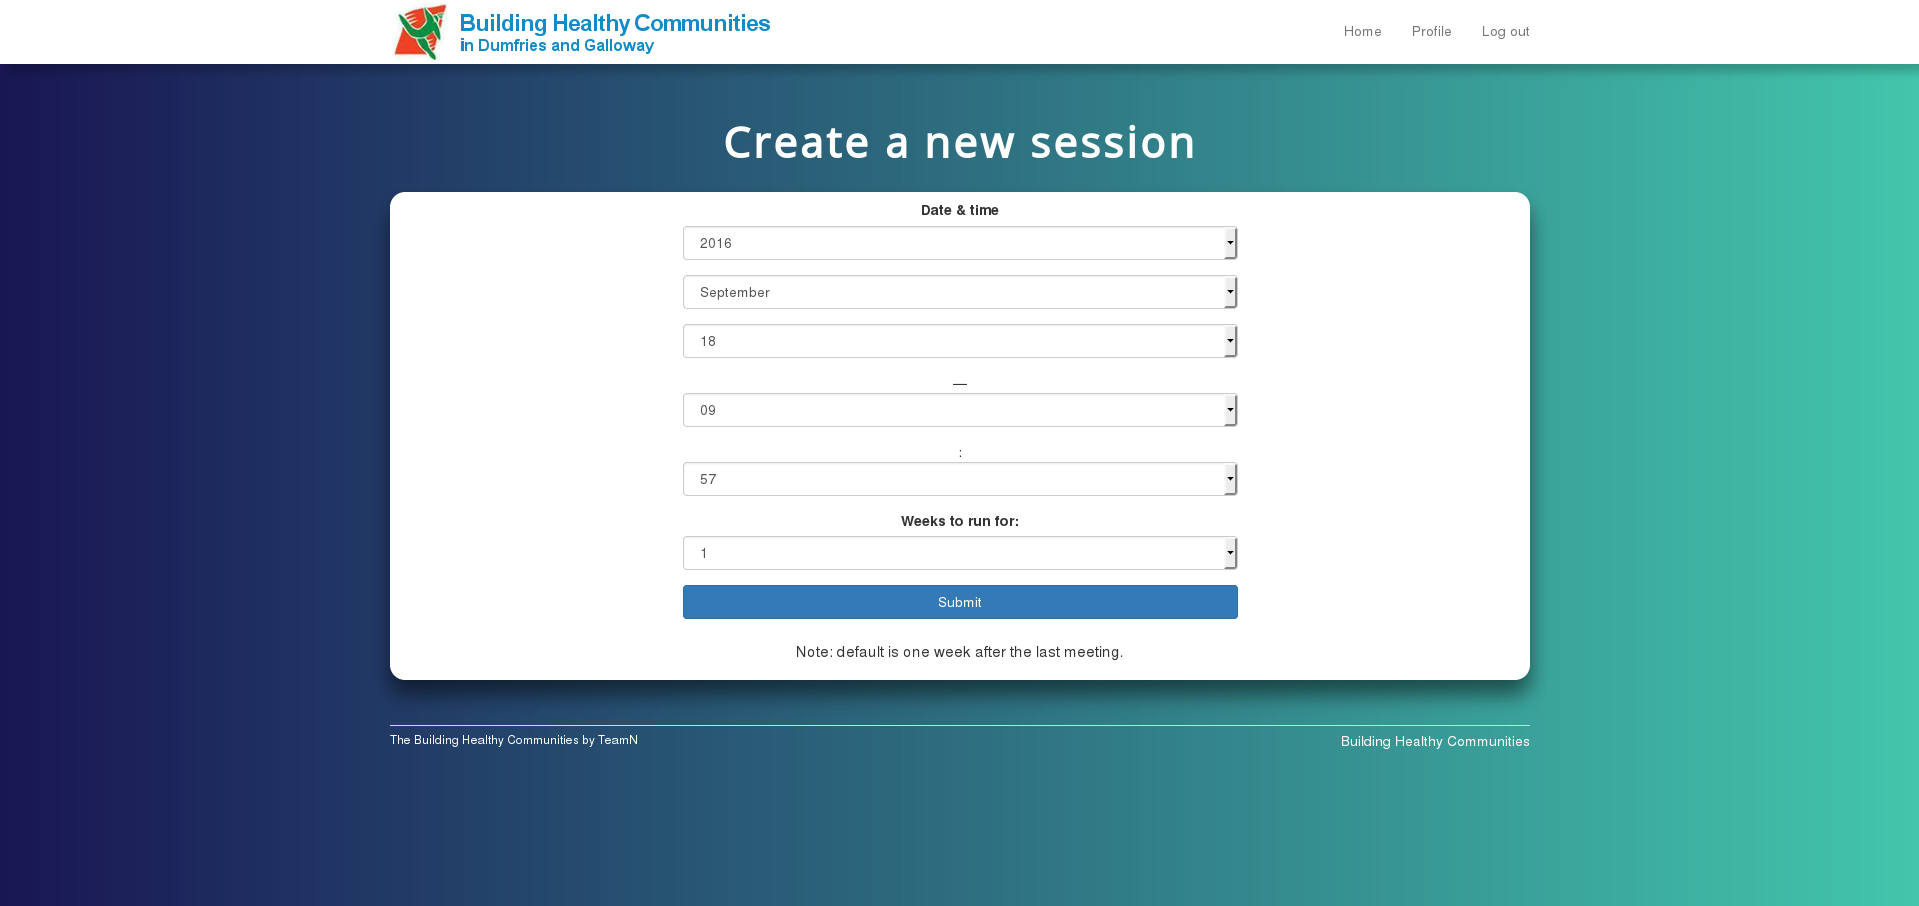 Building Healthy Communities
in Dumfries and Galloway
Home Profile Log out
Create a new session
Date & time
2016
September
18
—
09
:
57
Weeks to run for:
1
Submit
Note: default is one week after the last meeting.
The Building Healthy Communities by TeamN
Building Healthy Communities